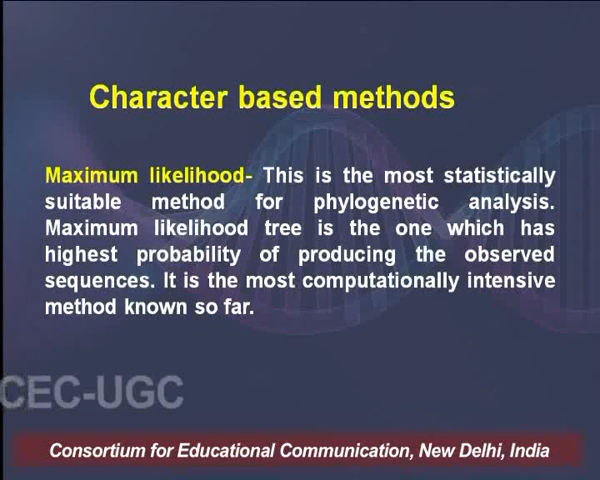 Character based methods
Maximum likelihood- This is the most statistically
suitable method for phylogenetic analysis.
Maximum likelihood tree is the one which has
highest probability of producing the observed
sequences. It is the most computationally intensive
method known so far.
CEC-UGC
Consortium for Educational Communication, New Delhi, India